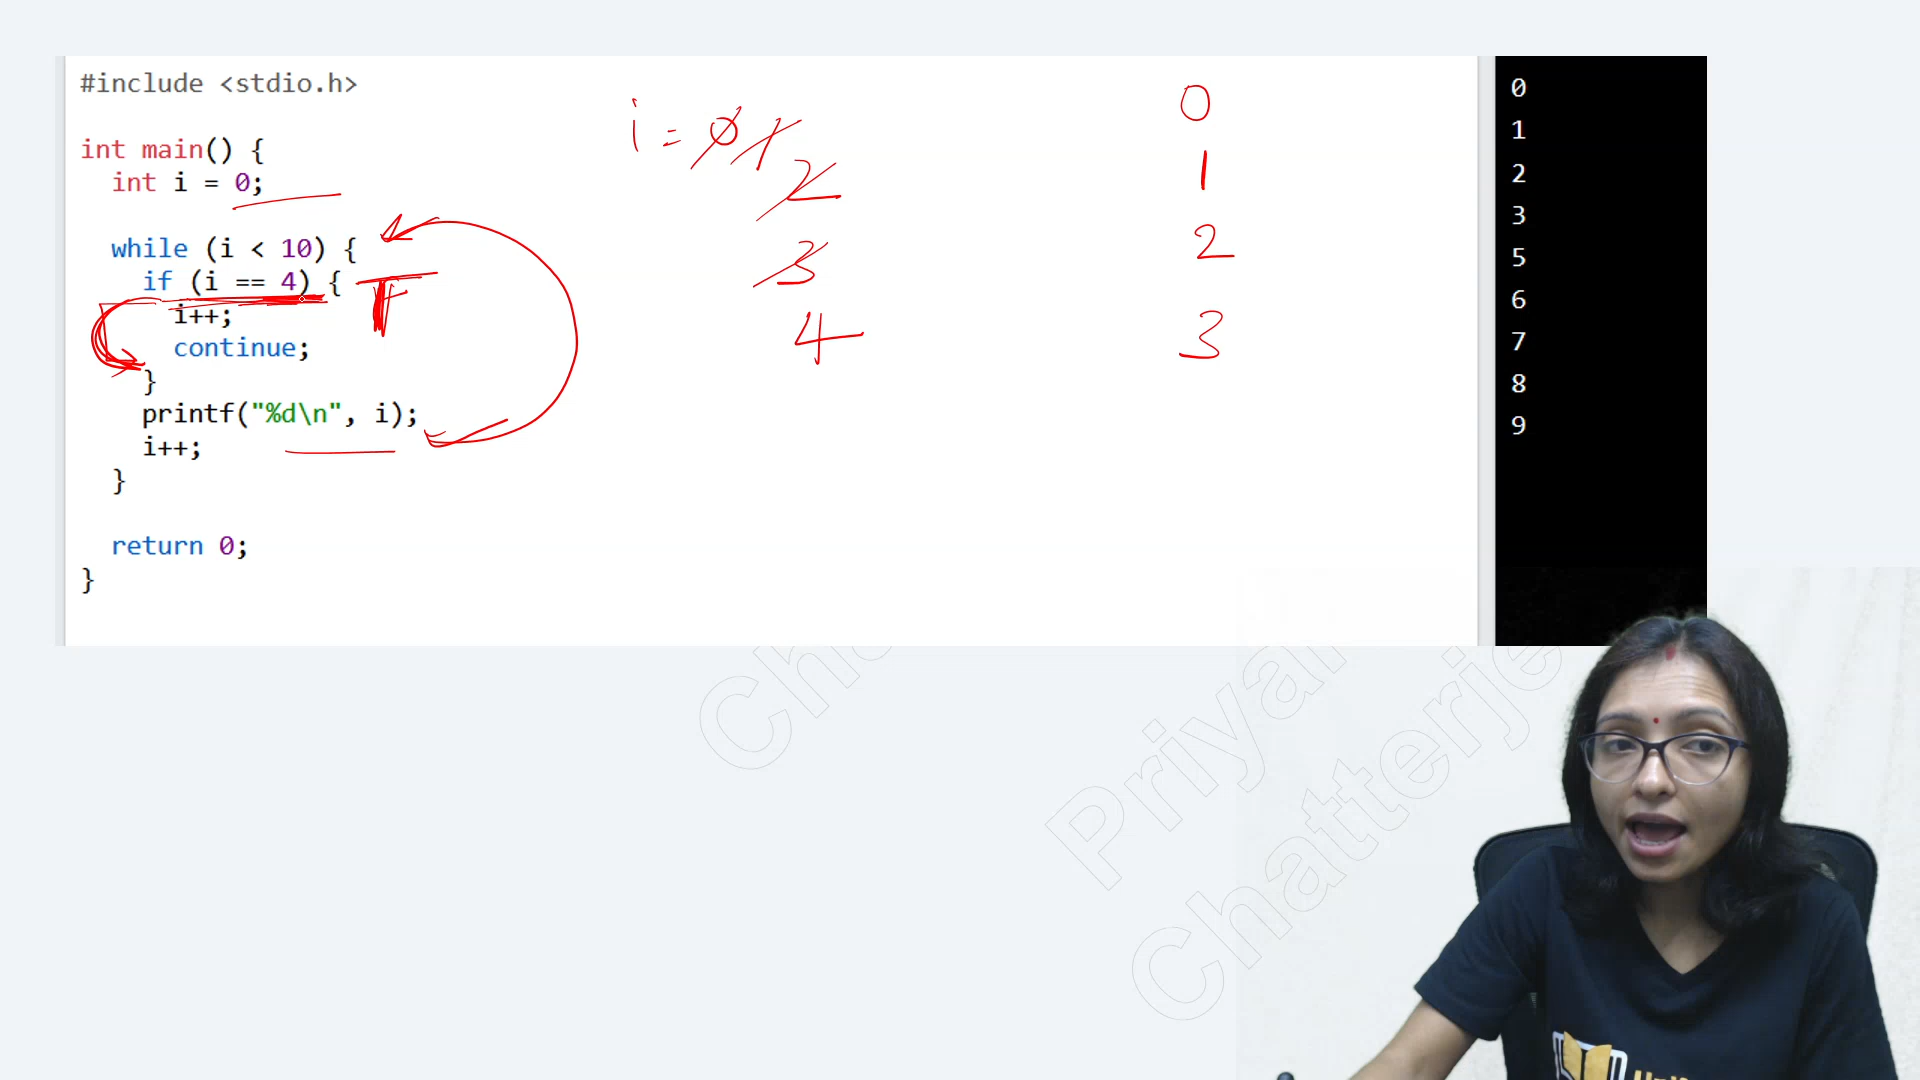 #include <stdio.h>
int main() {
int i = 0;
while (i < 10) {
if (i == 4) {
i++;
continue;
}
printf("%d\n", i);
i++;
}
return 0;
}
i = 0 1
2
3
4
0
1
2
3
0
1
2
3
5
6
7
8
9
Priya
Chatterje